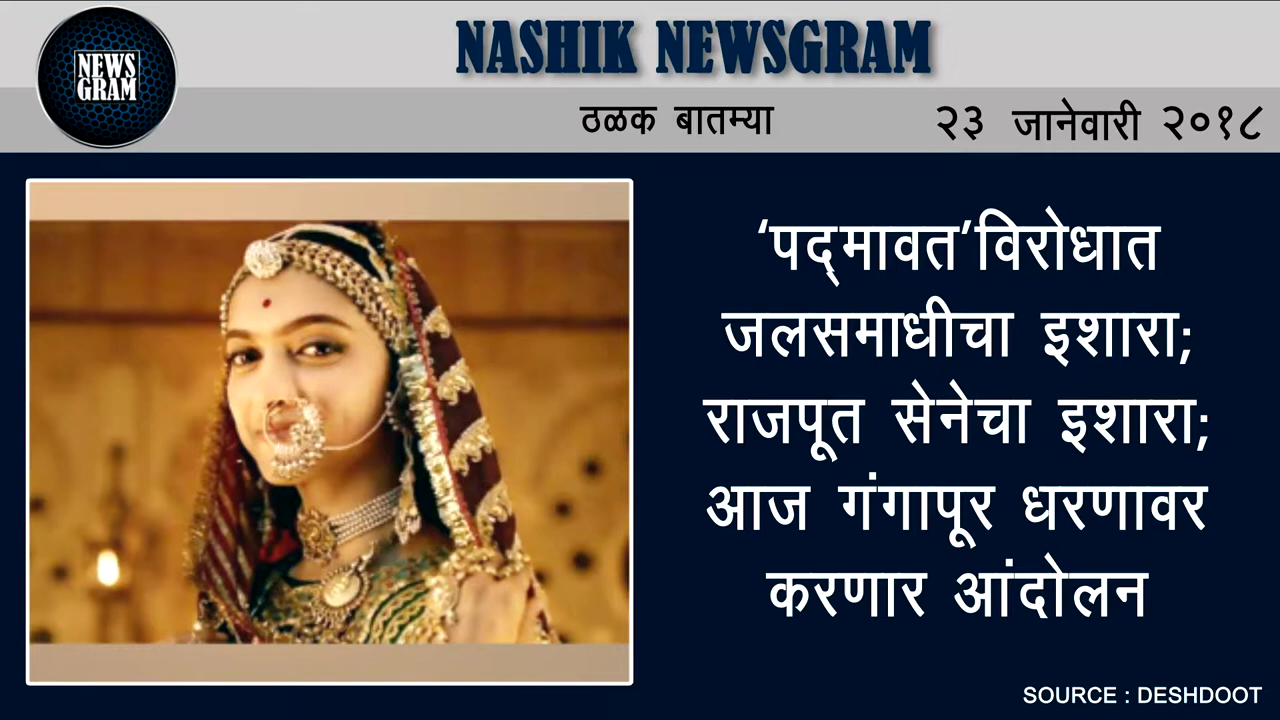 NEWS
GRAM
NASHIK NEWSGRAM
ठळक बातम्या
२३ जानेवारी २०१८
‘पद्‌मावत’विरोधात
जलसमाधीचा इशारा;
राजपूत सेनेचा इशारा;
आज गंगापूर धरणावर
करणार आंदोलन
SOURCE : DESHDOOT